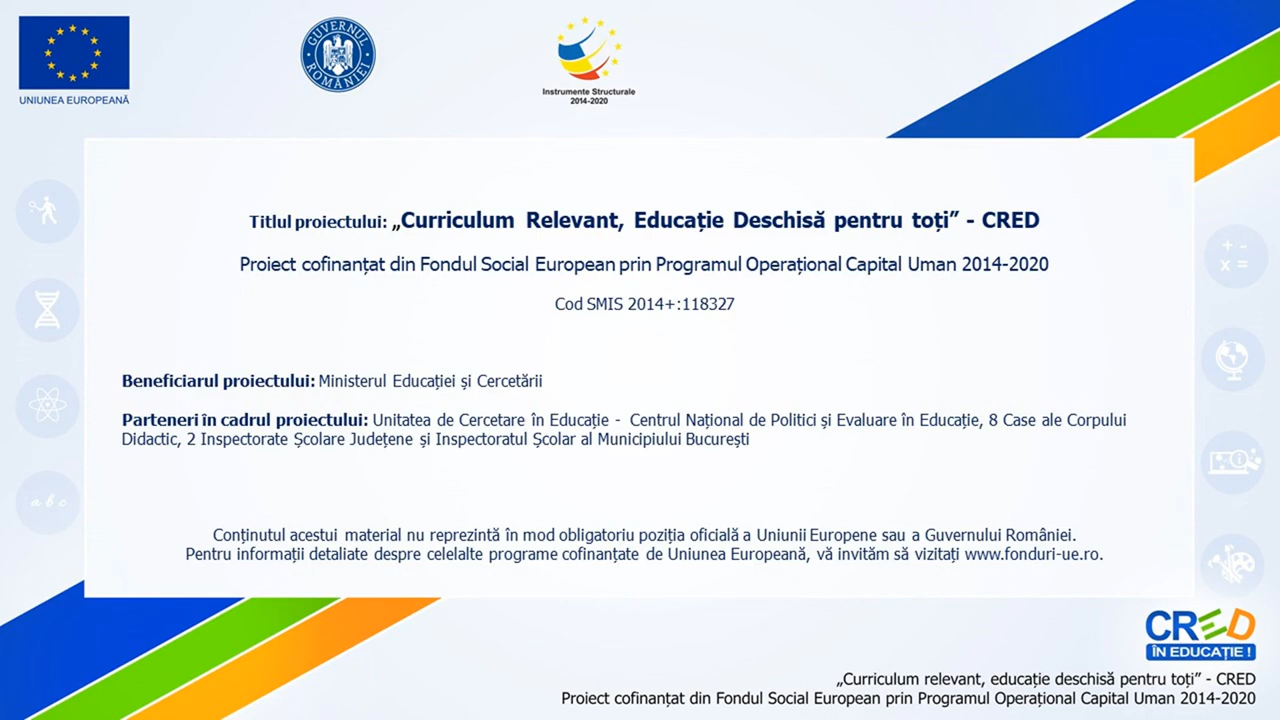 UNIUNEA EUROPEANĂ
GUVERNUL ROMÂNIEI
Instrumente Structurale
2014-2020
Titlul proiectului: „Curriculum Relevant, Educație Deschisă pentru toți” - CRED
Proiect cofinanțat din Fondul Social European prin Programul Operațional Capital Uman 2014-2020
Cod SMIS 2014+:118327
Beneficiarul proiectului: Ministerul Educației și Cercetării
Parteneri în cadrul proiectului: Unitatea de Cercetare în Educație - Centrul Național de Politici și Evaluare în Educație, 8 Case ale Corpului
Didactic, 2 Inspectorate Școlare Județene și Inspectoratul Școlar al Municipiului București
a b c
Conținutul acestui material nu reprezintă în mod obligatoriu poziția oficială a Uniunii Europene sau a Guvernului României.
Pentru informații detaliate despre celelalte programe cofinanțate de Uniunea Europeană, vă invităm să vizitați www.fonduri-ue.ro.
CRED
ÎN EDUCAȚIE !
„Curriculum relevant, educație deschisă pentru toți” - CRED
Proiect cofinanțat din Fondul Social European prin Programul Operațional Capital Uman 2014-2020